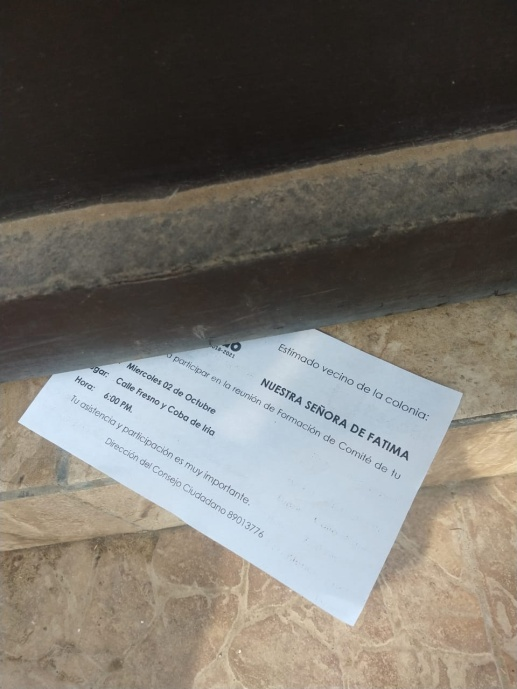 2018-2021
Estimado vecino de la colonia:
NUESTRA SEÑORA DE FATIMA
a participar en la reunión de Formación de Comité de tu
Miercoles 02 de Octubre
Calle Fresno y Coba de Iria
Hora: 6:00 PM.
Tu asistencia y participación es muy importante.
Dirección del Consejo Ciudadano 89013776